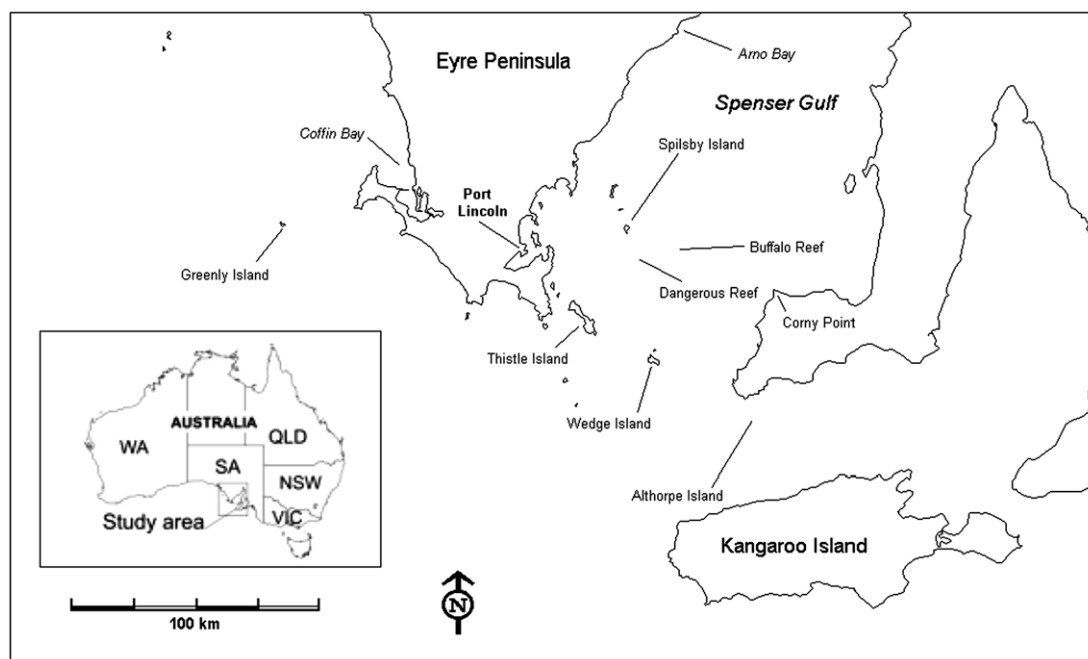 Eyre Peninsula
Arno Bay
Spenser Gulf
Coffin Bay
Spilsby Island
Port
Lincoln
Buffalo Reef
Greenly Island
Dangerous Reef
Corny Point
Thistle Island
Wedge Island
AUSTRALIA
WA
QLD
SA
NSW
Study area
VIC
Althorpe Island
Kangaroo Island
N
100 km